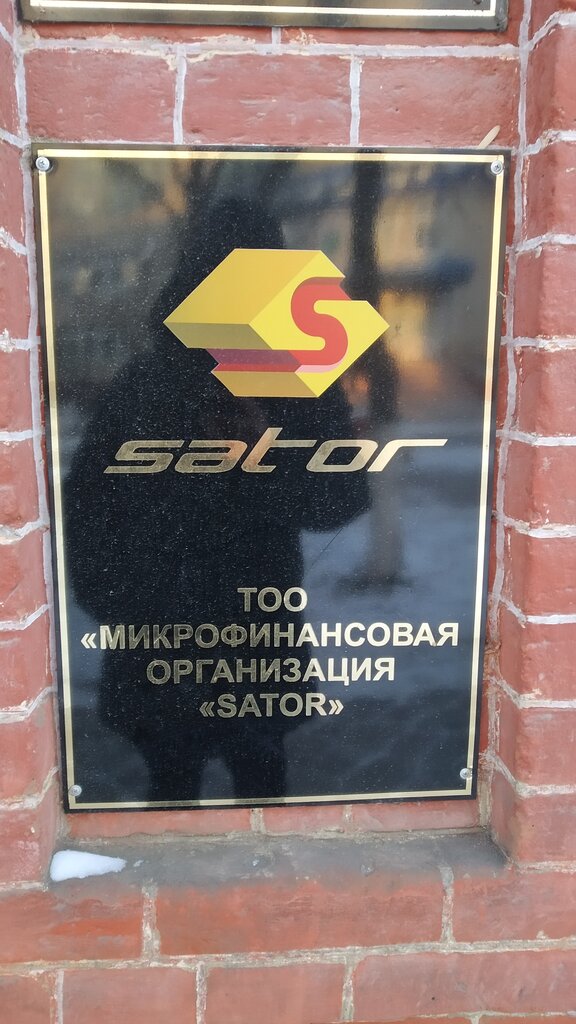 S
sator
ТОО
«МИКРОФИНАНСОВАЯ
ОРГАНИЗАЦИЯ
«SATOR»